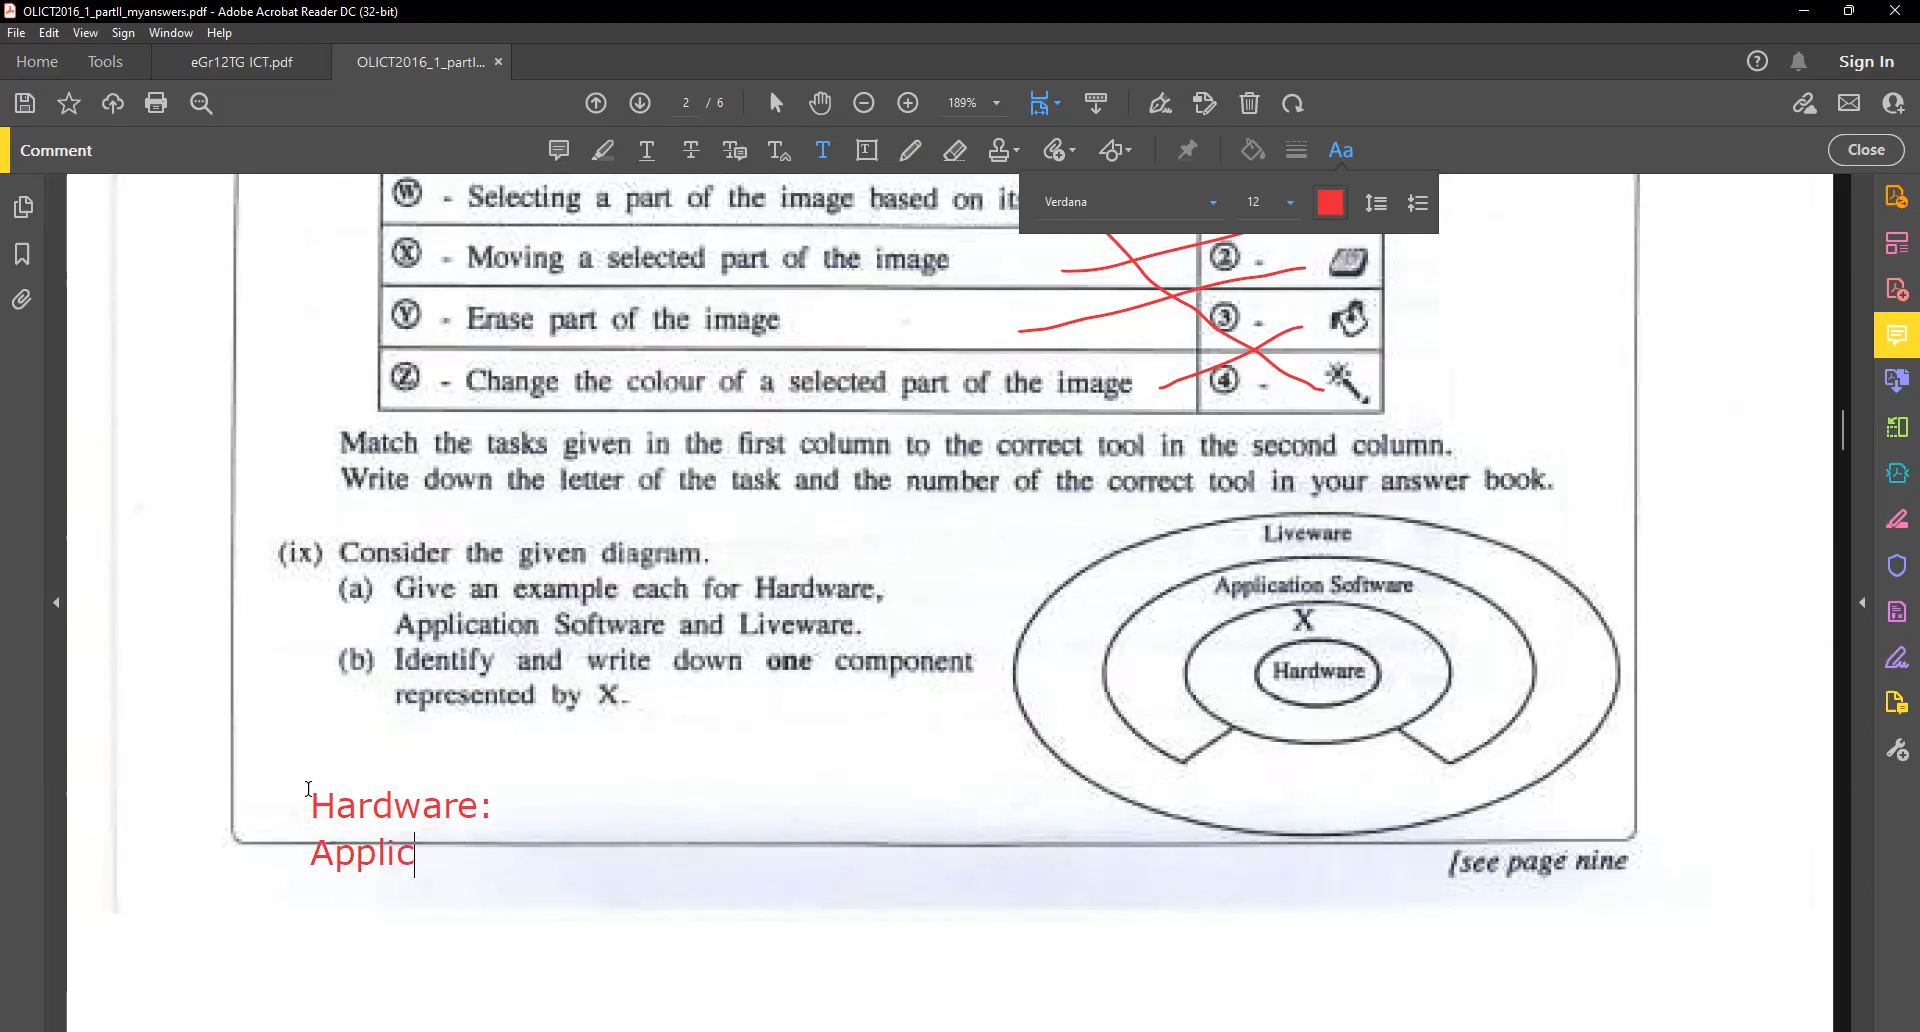 OLICT2016_1_partII_myanswers.pdf - Adobe Acrobat Reader DC (32-bit)
File Edit View Sign Window Help
Home Tools eGr12TG ICT.pdf OLICT2016_1_partI... × Sign In
2 / 6 189%
Comment Close
Verdana 12
Ⓦ - Selecting a part of the image based on it
Ⓧ - Moving a selected part of the image ② -
Ⓨ - Erase part of the image ③ -
Ⓩ - Change the colour of a selected part of the image ④ -
Match the tasks given in the first column to the correct tool in the second column.
Write down the letter of the task and the number of the correct tool in your answer book.
(ix) Consider the given diagram.
(a) Give an example each for Hardware,
Application Software and Liveware.
(b) Identify and write down one component
represented by X.
Liveware
Application Software
X
Hardware
Hardware:
Applic
[see page nine